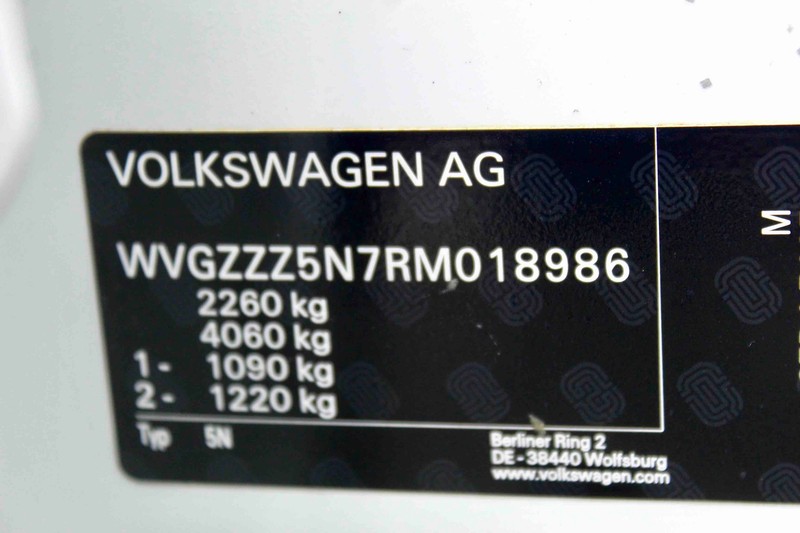 VOLKSWAGEN AG
WVGZZZ5N7RM018986
2260 kg
4060 kg
1- 1090 kg
2- 1220 kg
Typ 5N
Berliner Ring 2
DE-38440 Wolfsburg
www.volkswagen.com
M